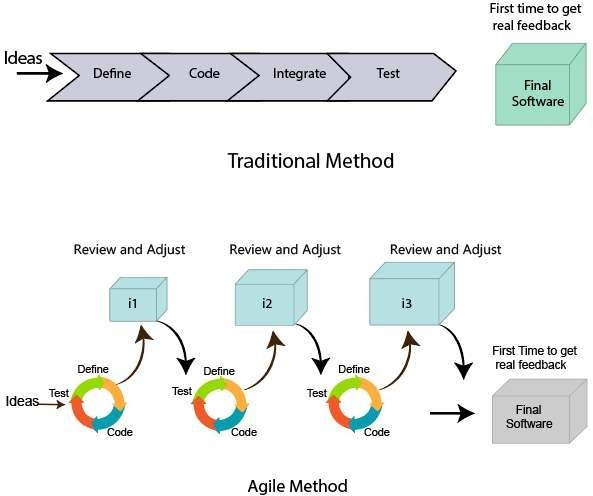 First time to get
real feedback
Ideas
Define
Code
Integrate
Test
Final
Software
Traditional Method
Review and Adjust
Review and Adjust
Review and Adjust
i1
i2
i3
Define
Test
Code
Define
Test
Code
Define
Test
Code
Ideas
First Time to get
real feedback
Final
Software
Agile Method